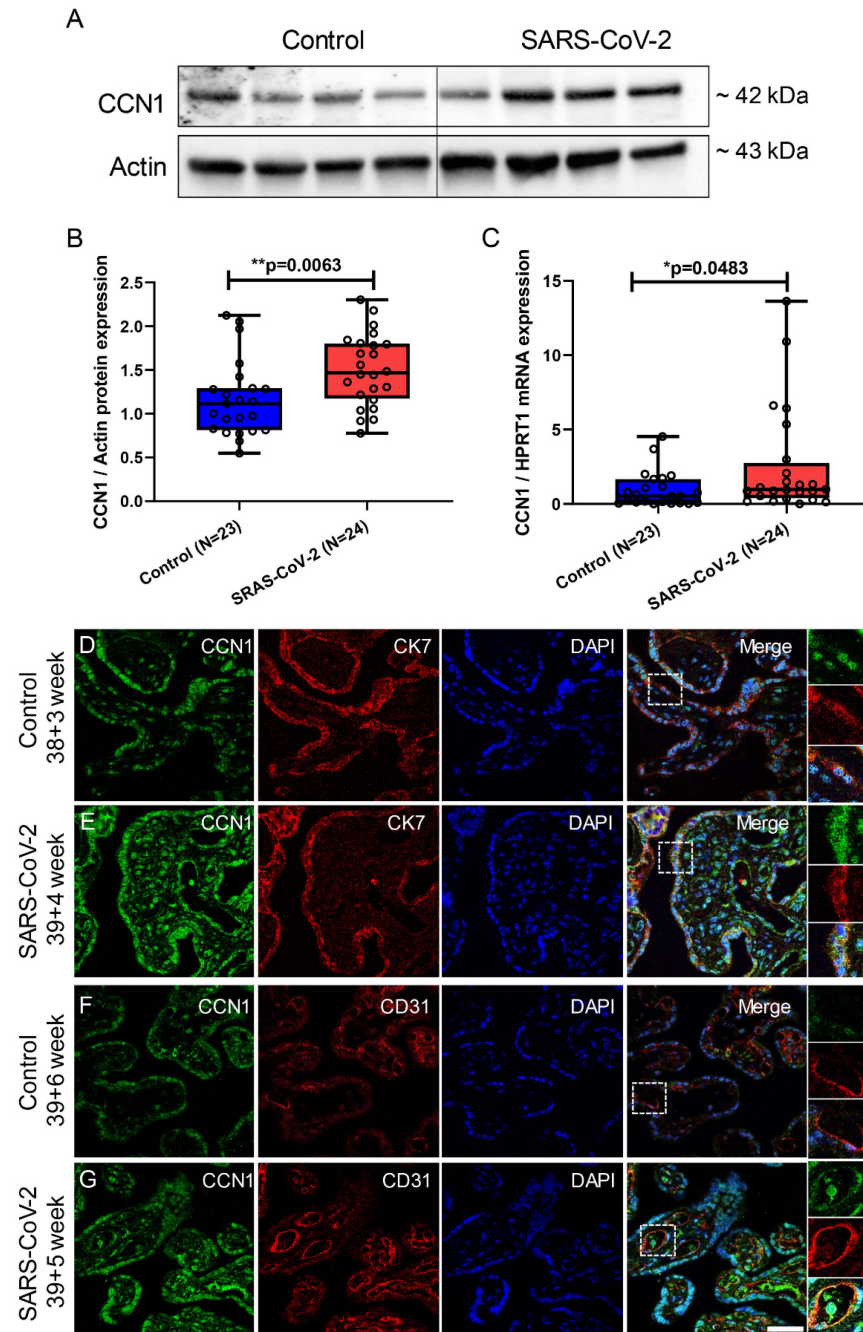 A
Control SARS-CoV-2
CCN1 ~ 42 kDa
Actin ~ 43 kDa
B
**p=0.0063
CCN1 / Actin protein expression
2.5
2.0
1.5
1.0
0.5
0.0
Control (N=23)
SRAS-CoV-2 (N=24)
C
*p=0.0483
CCN1 / HPRT1 mRNA expression
15
10
5
0
Control (N=23)
SARS-CoV-2 (N=24)
Control
38+3 week
D CCN1 CK7 DAPI Merge
SARS-CoV-2
39+4 week
E CCN1 CK7 DAPI Merge
Control
39+6 week
F CCN1 CD31 DAPI Merge
SARS-CoV-2
39+5 week
G CCN1 CD31 DAPI Merge